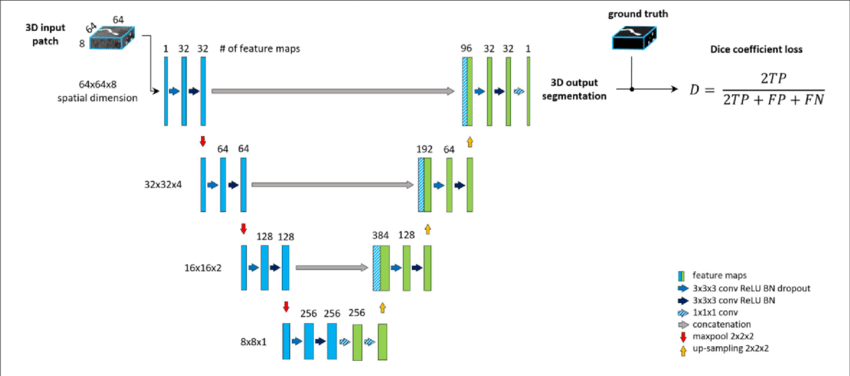 3D input
patch
64
64
8
64x64x8
spatial dimension
1 32 32
# of feature maps
96 32 32 1
3D output
segmentation
ground truth
Dice coefficient loss
D = 2TP / 2TP + FP + FN
32x32x4
64 64
192 64
16x16x2
128 128
384 128
8x8x1
256 256 256
feature maps
3x3x3 conv ReLU BN dropout
3x3x3 conv ReLU BN
1x1x1 conv
concatenation
maxpool 2x2x2
up-sampling 2x2x2